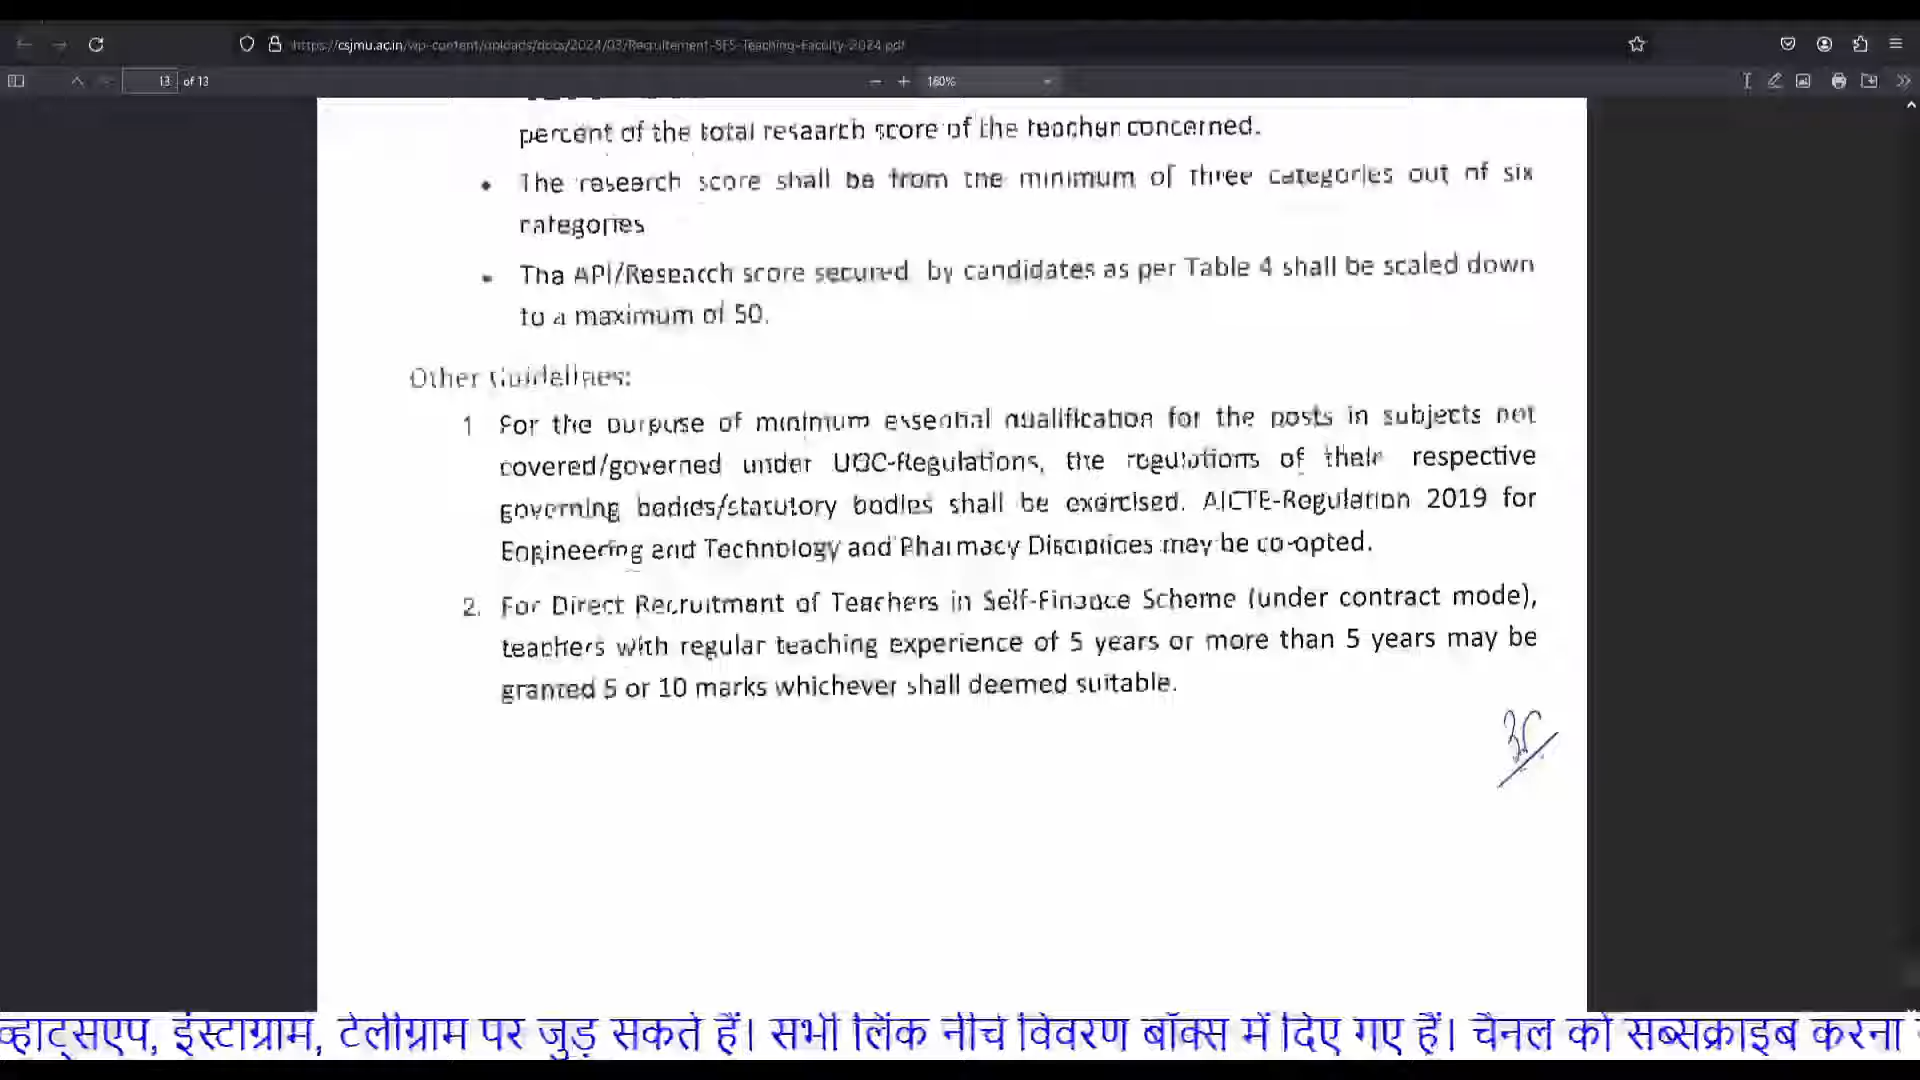 https://csjmu.ac.in/wp-content/uploads/docs/2024/03/Recruitement-SFS-Teaching-Faculty-2024.pdf
13 of 13
160%
percent of the total research score of the teacher concerned.
• The research score shall be from the minimum of three categories out of six
categories
• The API/Research score secured by candidates as per Table 4 shall be scaled down
to a maximum of 50.
Other Guidelines:
1 For the purpose of minimum essential qualification for the posts in subjects not
covered/governed under UGC-Regulations, the regulations of their respective
governing bodies/statutory bodies shall be exercised. AICTE-Regulation 2019 for
Engineering and Technology and Pharmacy Disciplines may be co-opted.
2. For Direct Recruitment of Teachers in Self-Finance Scheme (under contract mode),
teachers with regular teaching experience of 5 years or more than 5 years may be
granted 5 or 10 marks whichever shall deemed suitable.
व्हाट्सएप, इंस्टाग्राम, टेलीग्राम पर जुड़ सकते हैं। सभी लिंक नीचे विवरण बॉक्स में दिए गए हैं। चैनल को सब्सक्राइब करना